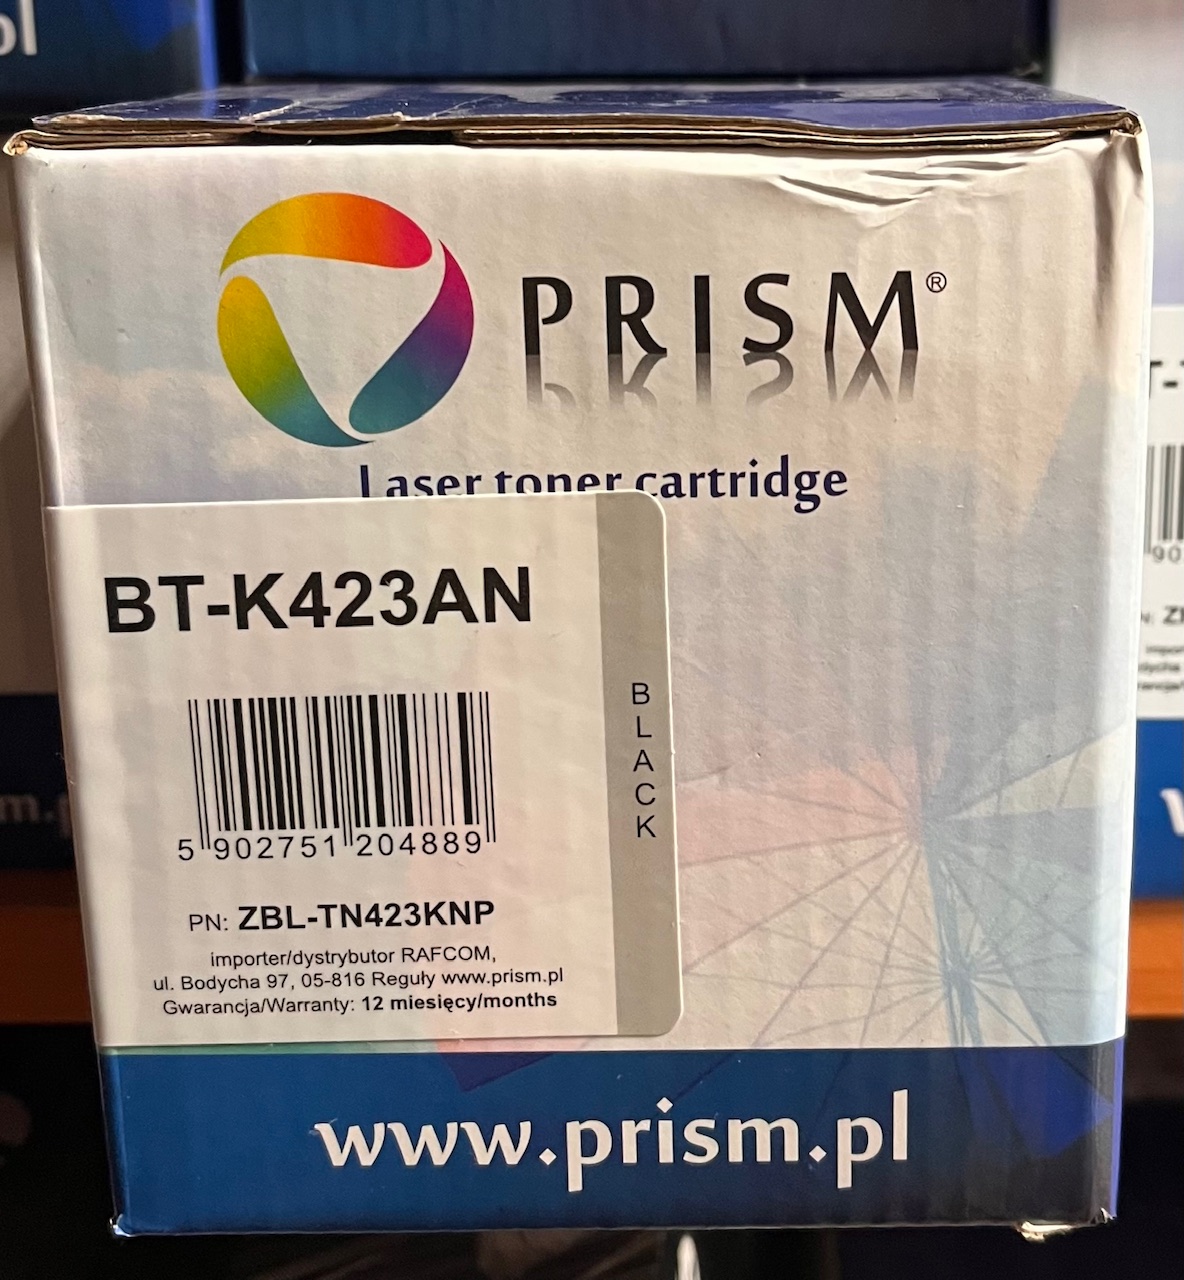 ol
PRISM®
Laser toner cartridge
BT-K423AN
BLACK
5 902751 204889
PN: ZBL-TN423KNP
importer/dystrybutor RAFCOM,
ul. Bodycha 97, 05-816 Reguły www.prism.pl
Gwarancja/Warranty: 12 miesięcy/months
www.prism.pl